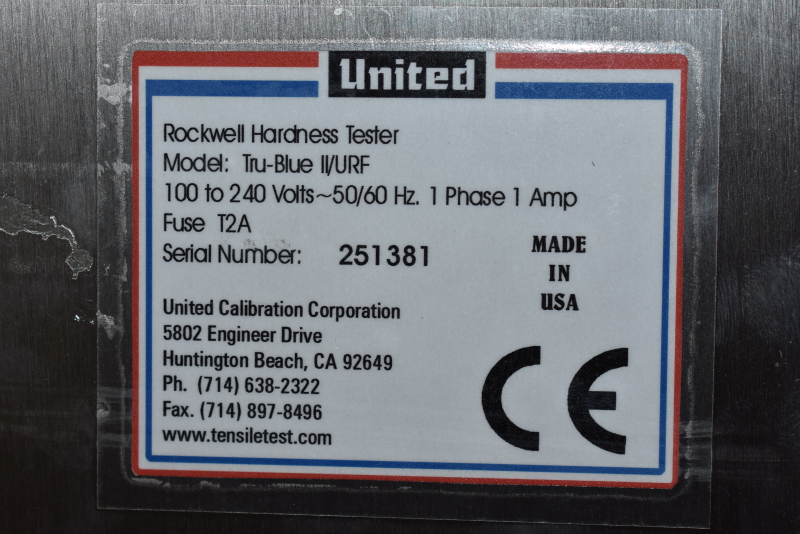 United
Rockwell Hardness Tester
Model: Tru-Blue II/URF
100 to 240 Volts~50/60 Hz. 1 Phase 1 Amp
Fuse T2A
Serial Number: 251381
MADE
IN
USA
United Calibration Corporation
5802 Engineer Drive
Huntington Beach, CA 92649
Ph. (714) 638-2322
Fax. (714) 897-8496
www.tensiletest.com
CE